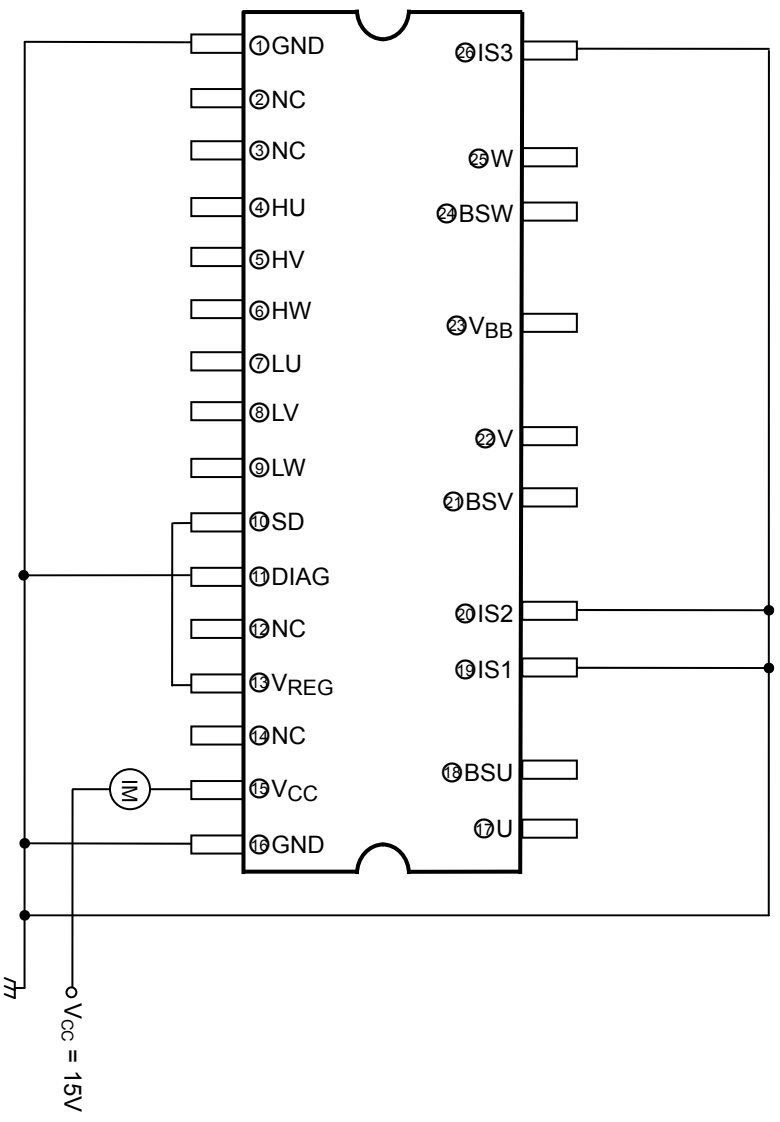 ①GND
②NC
③NC
④HU
⑤HV
⑥HW
⑦LU
⑧LV
⑨LW
⑩SD
⑪DIAG
⑫NC
⑬VREG
⑭NC
⑮VCC
⑯GND
㉖IS3
㉕W
㉔BSW
㉓VBB
㉒V
㉑BSV
⑳IS2
⑲IS1
⑱BSU
⑰U
IM
VCC = 15V